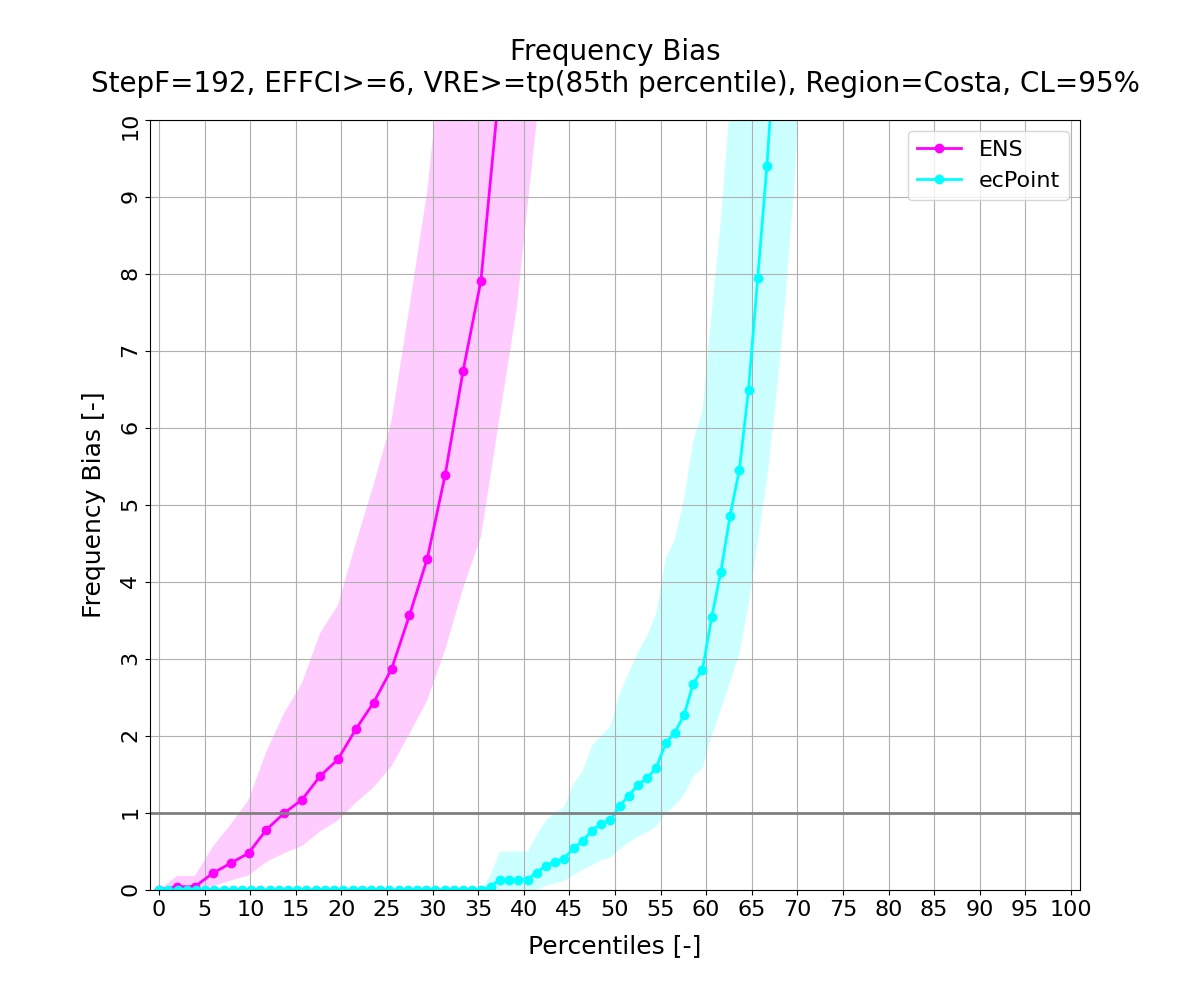 Frequency Bias
StepF=192, EFFCI>=6, VRE>=tp(85th percentile), Region=Costa, CL=95%
ENS
ecPoint
Frequency Bias [-]
10
9
8
7
6
5
4
3
2
1
0
0 5 10 15 20 25 30 35 40 45 50 55 60 65 70 75 80 85 90 95 100
Percentiles [-]